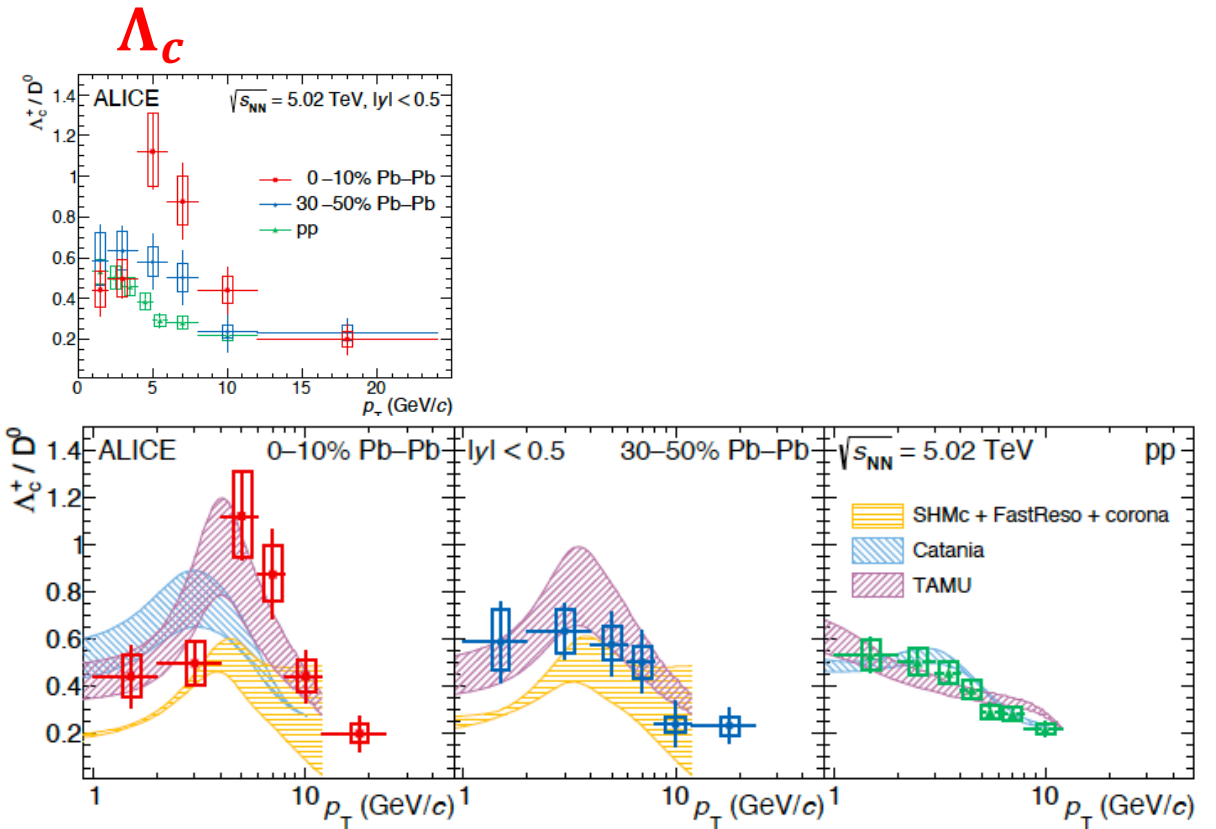 Λc
ALICE √sNN = 5.02 TeV, |y| < 0.5
Λc+ / D0
1.4
1.2
1
0.8
0.6
0.4
0.2
0–10% Pb–Pb
30–50% Pb–Pb
pp
0 5 10 15 20
pT (GeV/c)
ALICE 0–10% Pb–Pb
|y| < 0.5 30–50% Pb–Pb
√sNN = 5.02 TeV pp
Λc+ / D0
1.4
1.2
1
0.8
0.6
0.4
0.2
SHMc + FastReso + corona
Catania
TAMU
1 10
pT (GeV/c)
1 10
pT (GeV/c)
1 10
pT (GeV/c)